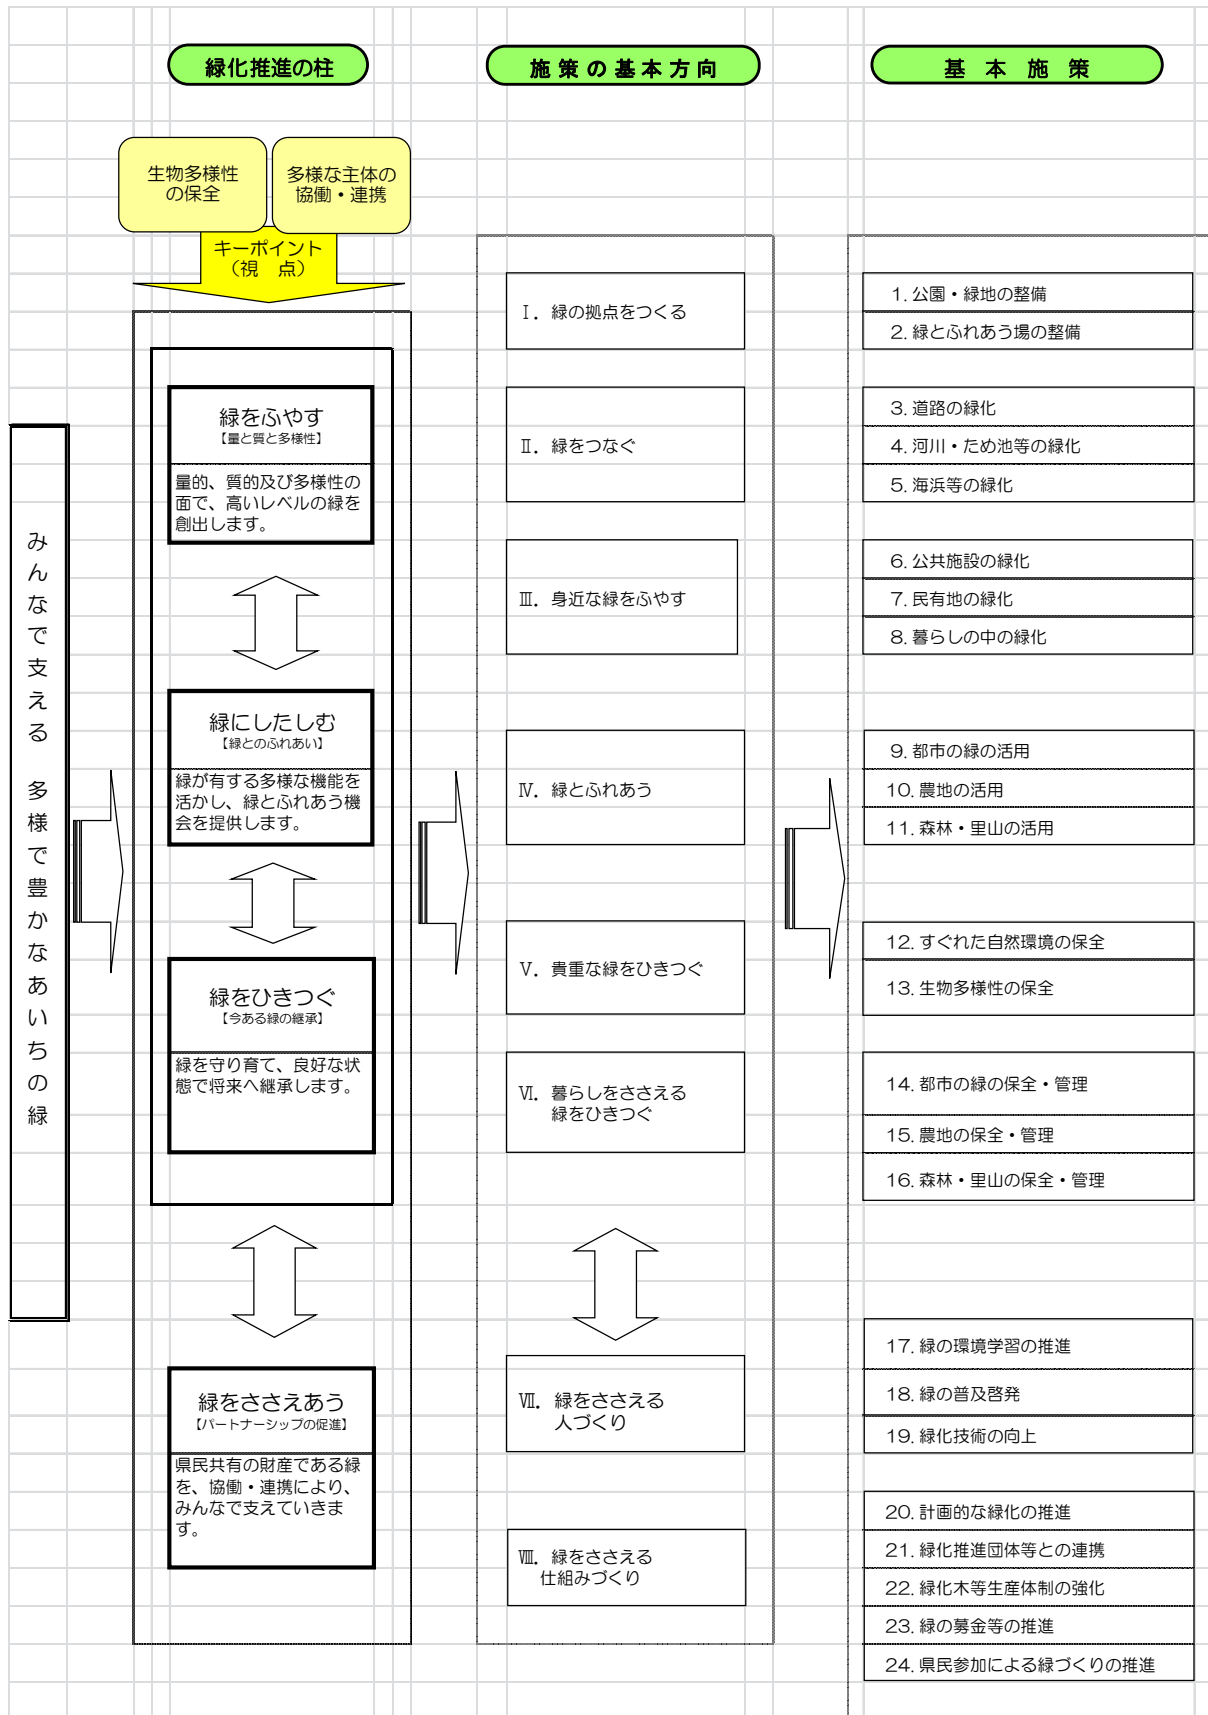 緑化推進の柱
施策の基本方向
基本施策
生物多様性
の保全
多様な主体の
協働・連携
キーポイント
（視　点）
みんなで支える　多様で豊かなあいちの緑
緑をふやす
【量と質と多様性】
量的、質的及び多様性の
面で、高いレベルの緑を
創出します。
緑にしたしむ
【緑とのふれあい】
緑が有する多様な機能を
活かし、緑とふれあう機
会を提供します。
緑をひきつぐ
【今ある緑の継承】
緑を守り育て、良好な状
態で将来へ継承します。
緑をささえあう
【パートナーシップの促進】
県民共有の財産である緑
を、協働・連携により、
みんなで支えていきま
す。
Ⅰ．緑の拠点をつくる
Ⅱ．緑をつなぐ
Ⅲ．身近な緑をふやす
Ⅳ．緑とふれあう
Ⅴ．貴重な緑をひきつぐ
Ⅵ．暮らしをささえる
緑をひきつぐ
Ⅶ．緑をささえる
人づくり
Ⅷ．緑をささえる
仕組みづくり
1．公園・緑地の整備
2．緑とふれあう場の整備
3．道路の緑化
4．河川・ため池等の緑化
5．海浜等の緑化
6．公共施設の緑化
7．民有地の緑化
8．暮らしの中の緑化
9．都市の緑の活用
10．農地の活用
11．森林・里山の活用
12．すぐれた自然環境の保全
13．生物多様性の保全
14．都市の緑の保全・管理
15．農地の保全・管理
16．森林・里山の保全・管理
17．緑の環境学習の推進
18．緑の普及啓発
19．緑化技術の向上
20．計画的な緑化の推進
21．緑化推進団体等との連携
22．緑化木等生産体制の強化
23．緑の募金等の推進
24．県民参加による緑づくりの推進